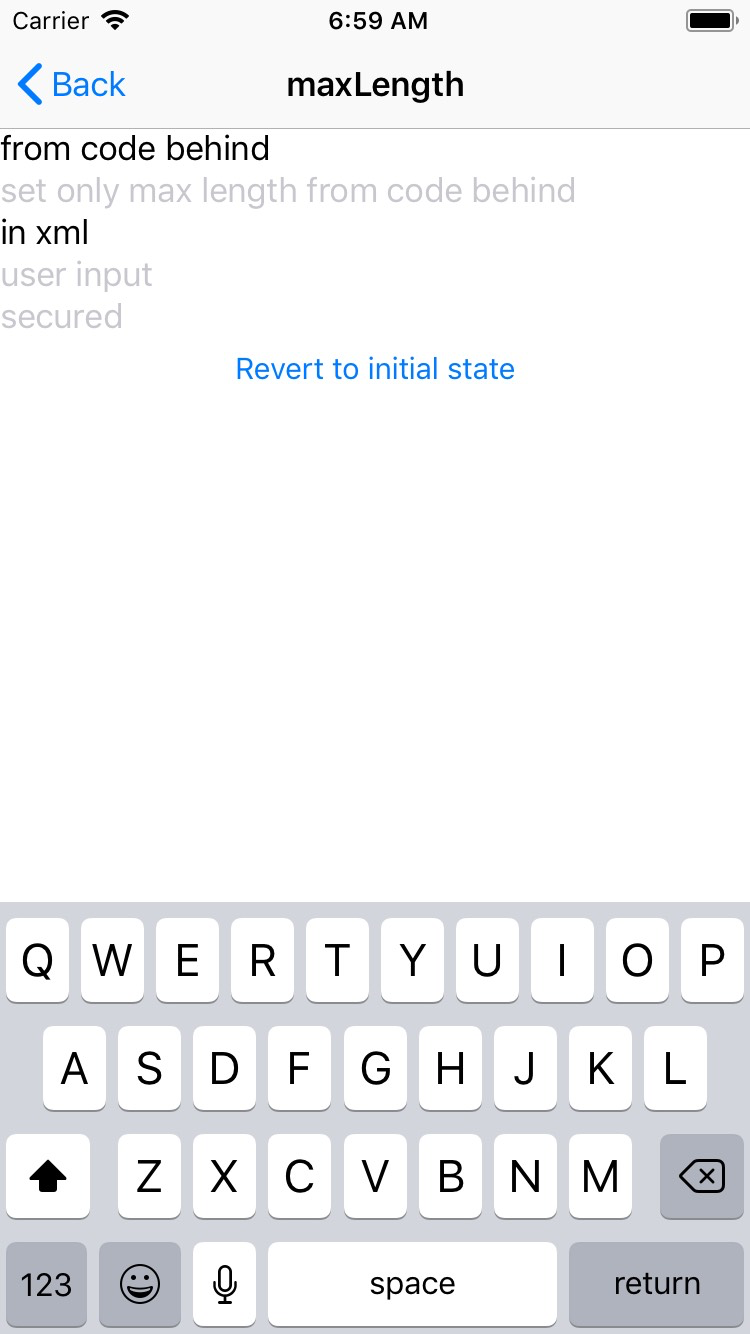 Carrier 6:59 AM
Back maxLength
from code behind
set only max length from code behind
in xml
user input
secured
Revert to initial state
Q W E R T Y U I O P
A S D F G H J K L
Z X C V B N M
123 space return